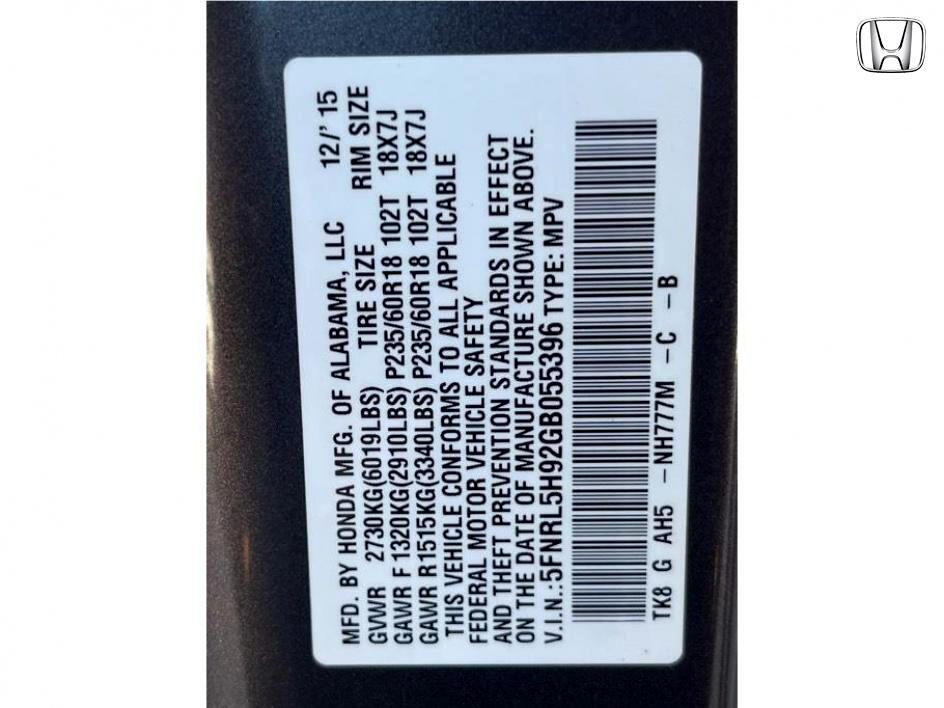 MFD. BY HONDA MFG. OF ALABAMA, LLC 12/' 15
GVWR 2730KG(6019LBS) TIRE SIZE RIM SIZE
GAWR F 1320KG(2910LBS) P235/60R18 102T 18X7J
GAWR R 1515KG(3340LBS) P235/60R18 102T 18X7J
THIS VEHICLE CONFORMS TO ALL APPLICABLE
FEDERAL MOTOR VEHICLE SAFETY
AND THEFT PREVENTION STANDARDS IN EFFECT
ON THE DATE OF MANUFACTURE SHOWN ABOVE.
V.I.N.:5FNRL5H92GB055396 TYPE: MPV
TK8 G AH5 -NH777M -C -B